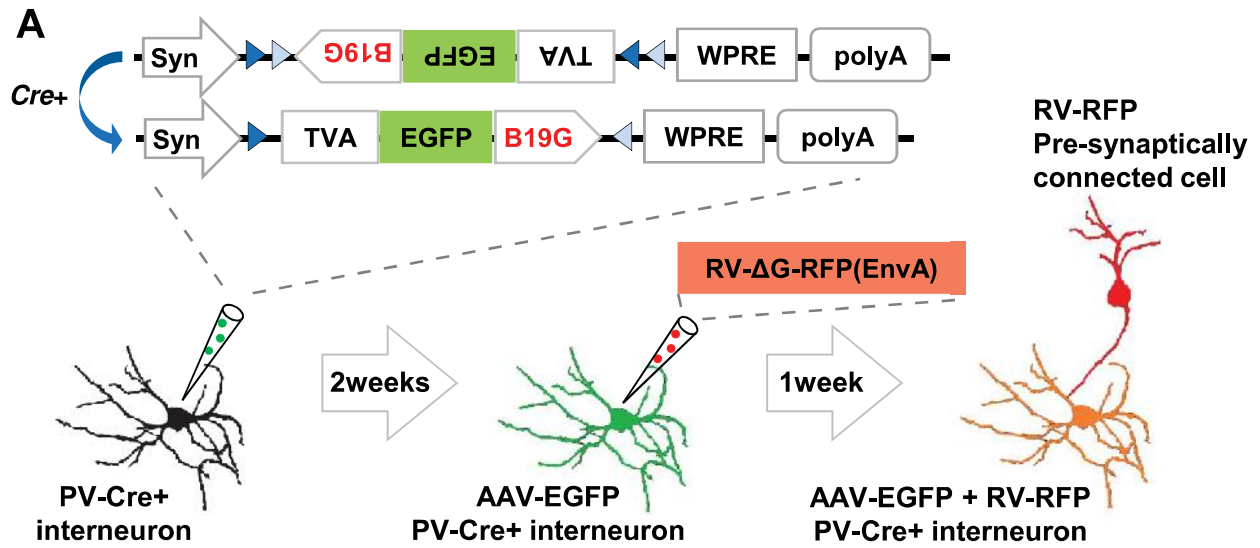 A
Syn B19G EGFP TVA WPRE polyA
Cre+
Syn TVA EGFP B19G WPRE polyA
RV-RFP
Pre-synaptically
connected cell
RV-ΔG-RFP(EnvA)
2weeks
1week
PV-Cre+
interneuron
AAV-EGFP
PV-Cre+ interneuron
AAV-EGFP + RV-RFP
PV-Cre+ interneuron